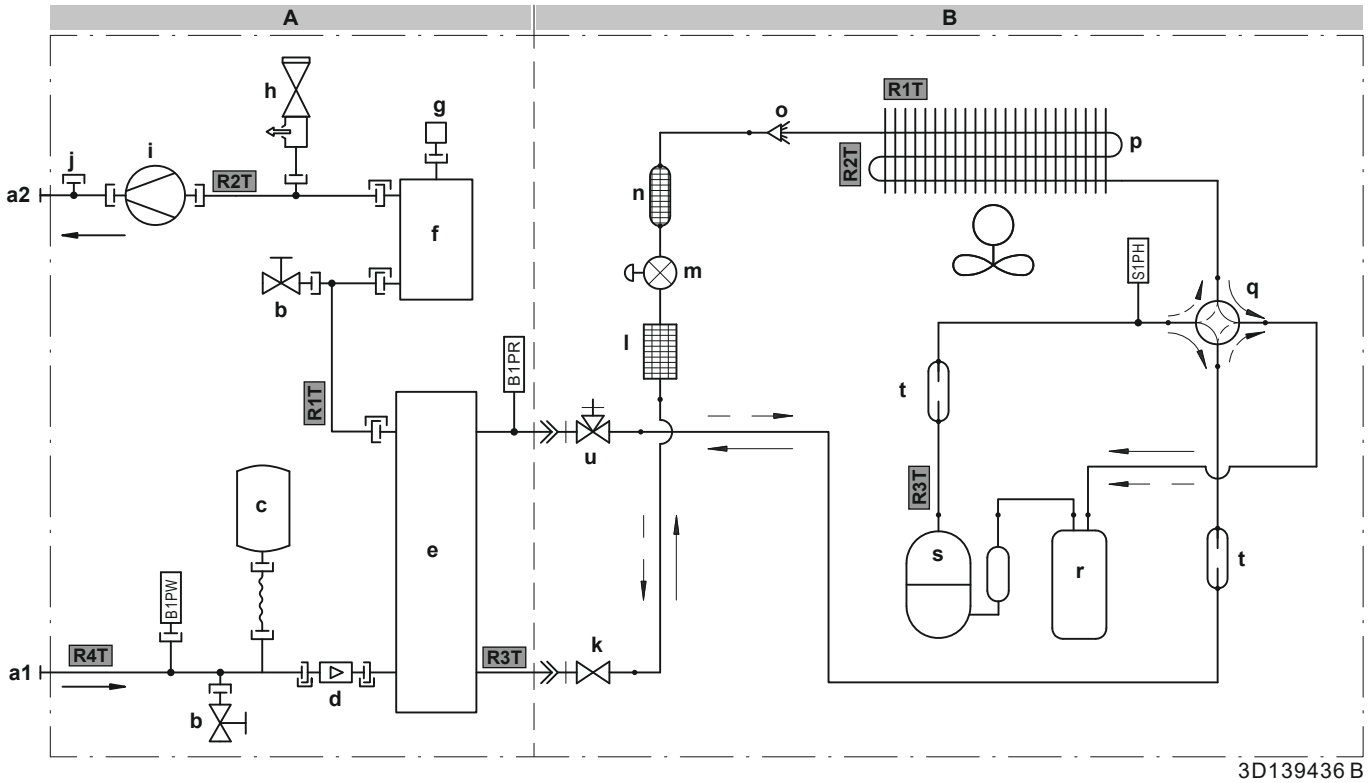 A B
R1T
h
o
g
j i p
R2T
R2T
a2
n
f
S1PH
q
m
b
l
B1PR
t
R1T
u
R3T
c
s
e
r t
B1PW
k
R4T R3T
a1
d
b
3D139436 B